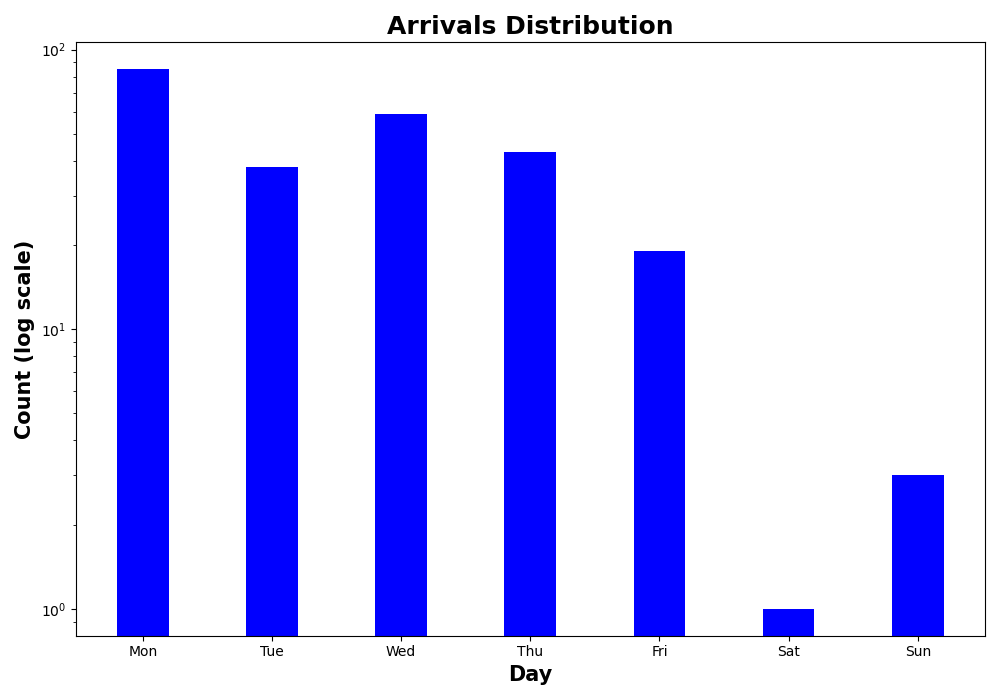 Arrivals Distribution
Count (log scale)
10²
10¹
10⁰
Mon Tue Wed Thu Fri Sat Sun
Day